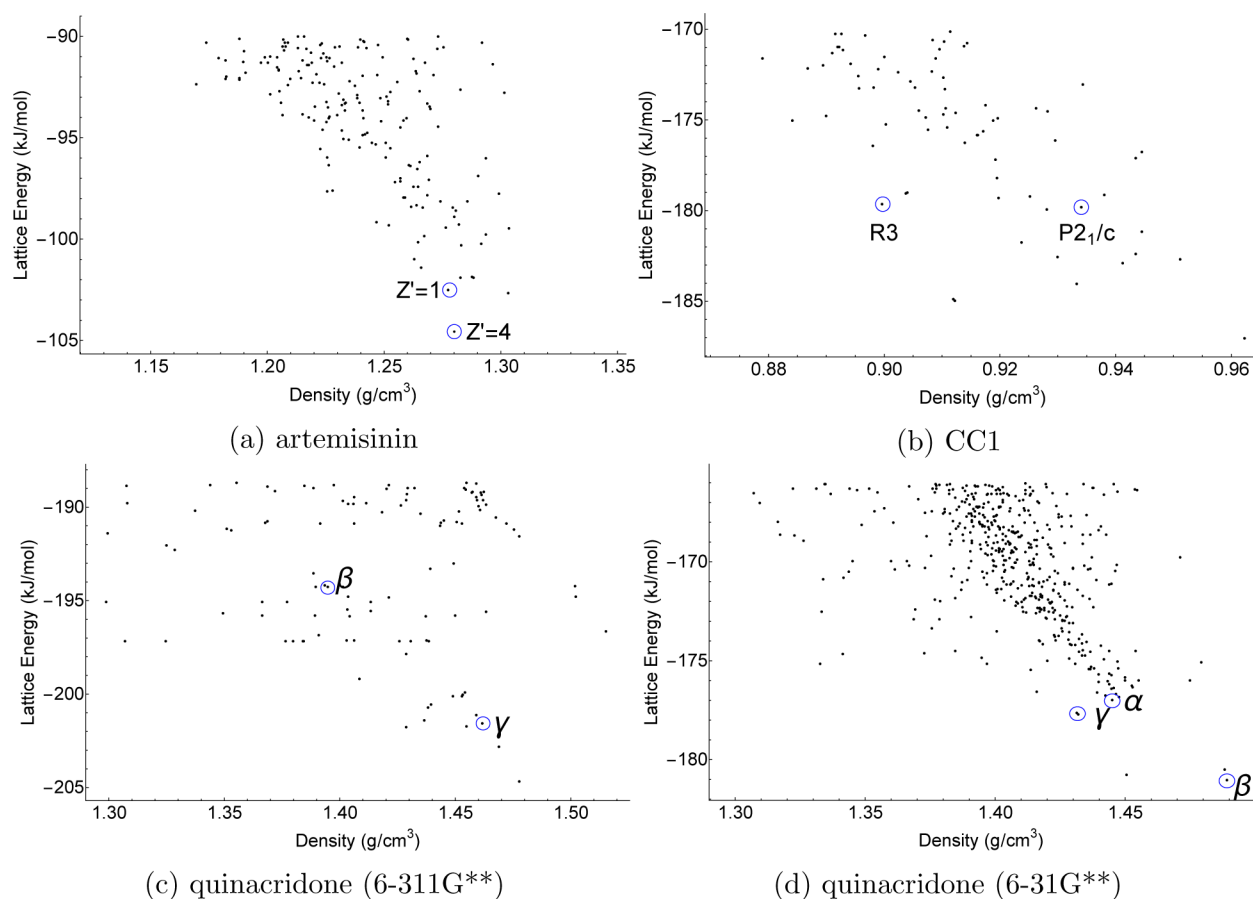 -90
-95
-100
-105
Lattice Energy (kJ/mol)
Z'=1
Z'=4
1.15 1.20 1.25 1.30 1.35
Density (g/cm³)
(a) artemisinin
-170
-175
-180
-185
Lattice Energy (kJ/mol)
R3
P2₁/c
0.88 0.90 0.92 0.94 0.96
Density (g/cm³)
(b) CC1
-190
-195
-200
-205
Lattice Energy (kJ/mol)
β
γ
1.30 1.35 1.40 1.45 1.50
Density (g/cm³)
(c) quinacridone (6-311G**)
-170
-175
-180
Lattice Energy (kJ/mol)
α
γ
β
1.30 1.35 1.40 1.45
Density (g/cm³)
(d) quinacridone (6-31G**)